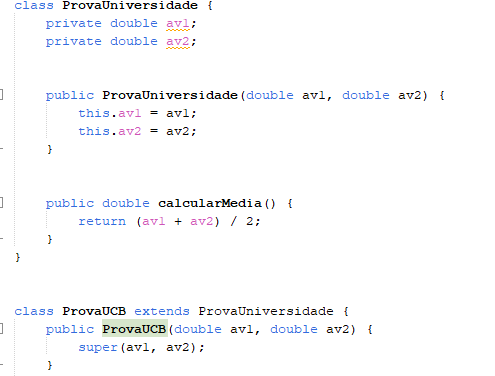 class ProvaUniversidade {
    private double av1;
    private double av2;
    public ProvaUniversidade(double av1, double av2) {
        this.av1 = av1;
        this.av2 = av2;
    }
    public double calcularMedia() {
        return (av1 + av2) / 2;
    }
}
class ProvaUCB extends ProvaUniversidade {
    public ProvaUCB(double av1, double av2) {
        super(av1, av2);
    }